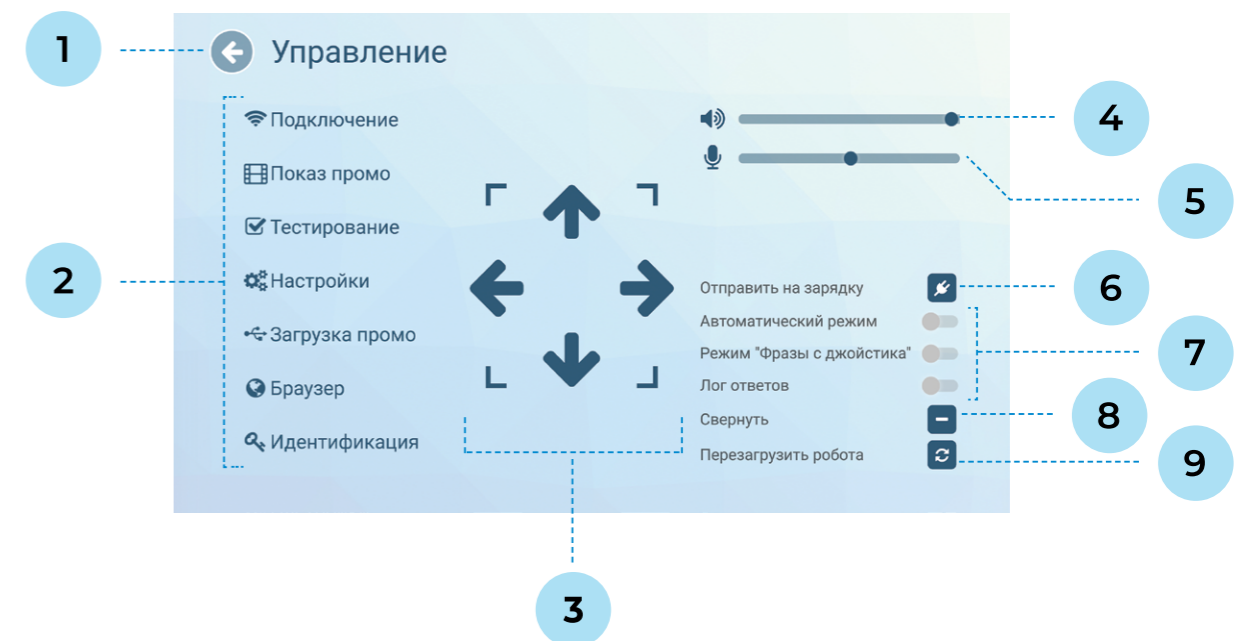 1
Управление
2
Подключение
Показ промо
Тестирование
Настройки
Загрузка промо
Браузер
Идентификация
3
4
5
Отправить на зарядку
6
Автоматический режим
Режим "Фразы с джойстика"
Лог ответов
7
Свернуть
8
Перезагрузить робота
9